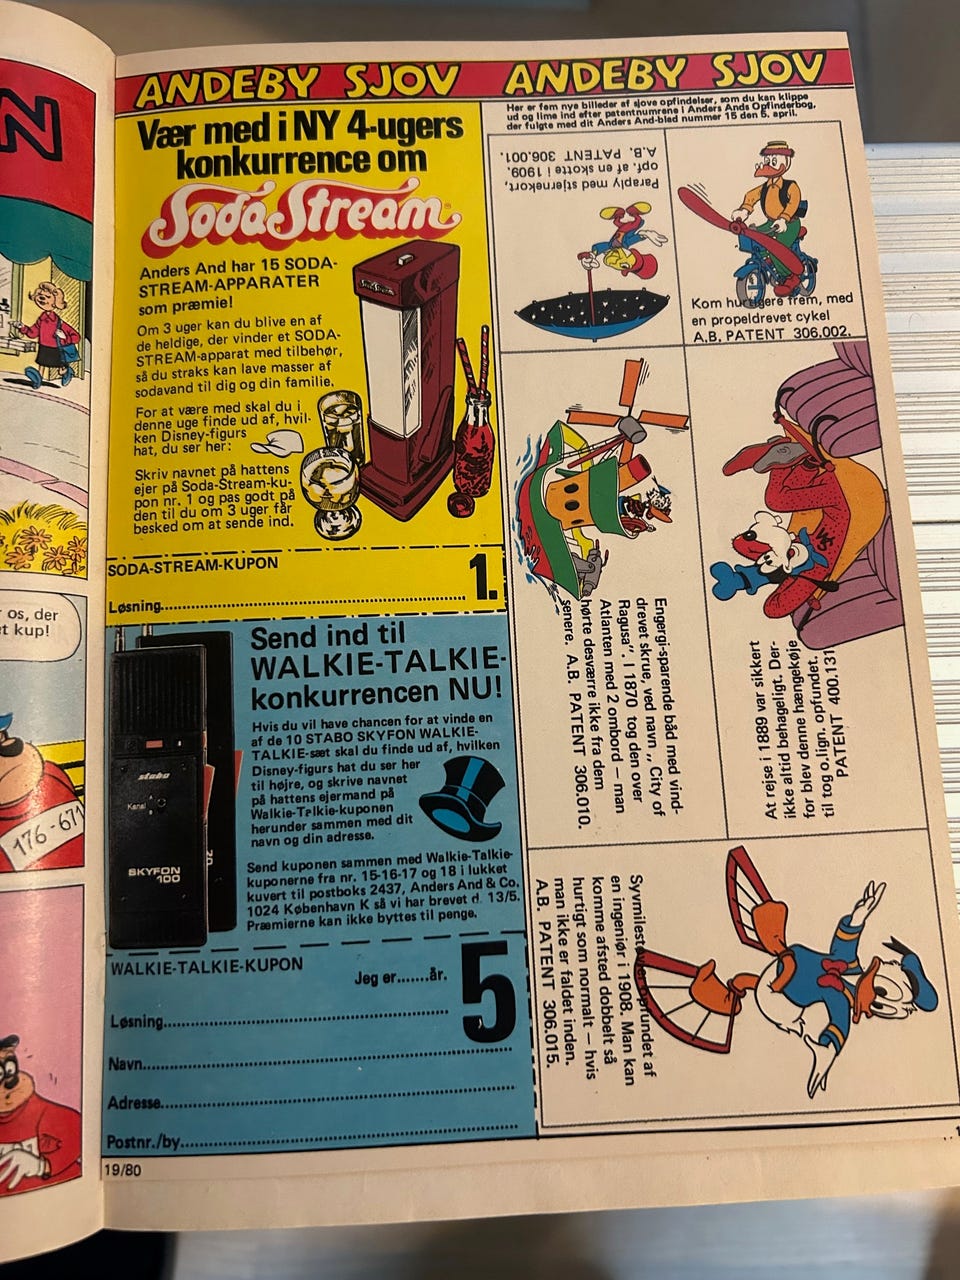 N
r os, der
et kup!
176-671
ANDEBY SJOV
ANDEBY SJOV
Vær med i NY 4-ugers
konkurrence om
SodaStream
Anders And har 15 SODA-
STREAM-APPARATER
som præmie!
Om 3 uger kan du blive en af
de heldige, der vinder et SODA-
STREAM-apparat med tilbehør,
så du straks kan lave masser af
sodavand til dig og din familie.
For at være med skal du i
denne uge finde ud af, hvil-
ken Disney-figurs
hat, du ser her:
Skriv navnet på hattens
ejer på Soda-Stream-ku-
pon nr. 1 og pas godt på
den til du om 3 uger får
besked om at sende ind.
SodaStream
SODA-STREAM-KUPON
1.
Løsning
Send ind til
WALKIE-TALKIE-
konkurrencen NU!
Hvis du vil have chancen for at vinde en
af de 10 STABO SKYFON WALKIE-
TALKIE-sæt skal du finde ud af, hvilken
Disney-figurs hat du ser her
til højre, og skrive navnet
på hattens ejermand på
Walkie-Talkie-kuponen
herunder sammen med dit
navn og din adresse.
Send kuponen sammen med Walkie-Talkie-
kuponerne fra nr. 15-16-17 og 18 i lukket
kuvert til postboks 2437, Anders And & Co.
1024 København K så vi har brevet d. 13/5.
Præmierne kan ikke byttes til penge.
stabo
Kanal
SKYFON
100
WALKIE-TALKIE-KUPON
Jeg er.......år.
5
Løsning
Navn
Adresse
Postnr./by
19/80
Her er fem nye billeder af sjove opfindelser, som du kan klippe
ud og lime ind efter patentnumrene i Anders Ands Opfinderbog,
der fulgte med dit Anders And-blad nummer 15 den 5. april.
Paraply med stjernekort,
opf. af en skotte i 1909.
A.B. PATENT 306.001.
Kom hurtigere frem, med
en propeldrevet cykel
A.B. PATENT 306.002.
Engergi-sparende båd med vind-
drevet skrue, ved navn ,, City of
Ragusa". I 1870 tog den over
Atlanten med 2 ombord — man
hørte desværre ikke fra dem
senere. A.B. PATENT 306.010.
At rejse i 1889 var sikkert
ikke altid behageligt. Der-
for blev denne hængekøje
til tog o.lign. opfundet.
PATENT 400.131
Syvmilestøvler opfundet af
en ingeniør i 1908. Man kan
komme afsted dobbelt så
hurtigt som normalt — hvis
man ikke er faldet inden.
A.B. PATENT 306.015.